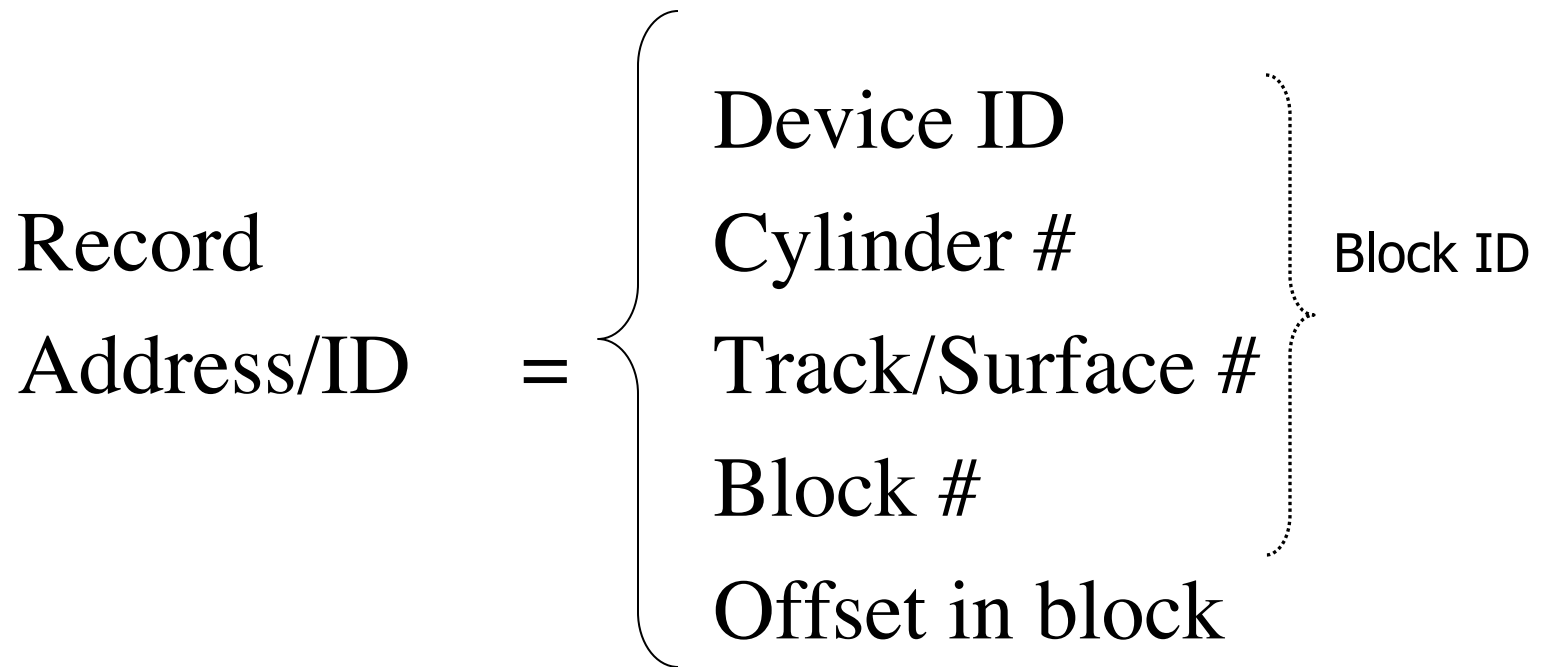 Device ID
Record Cylinder # Block ID
Address/ID = Track/Surface #
Block #
Offset in block